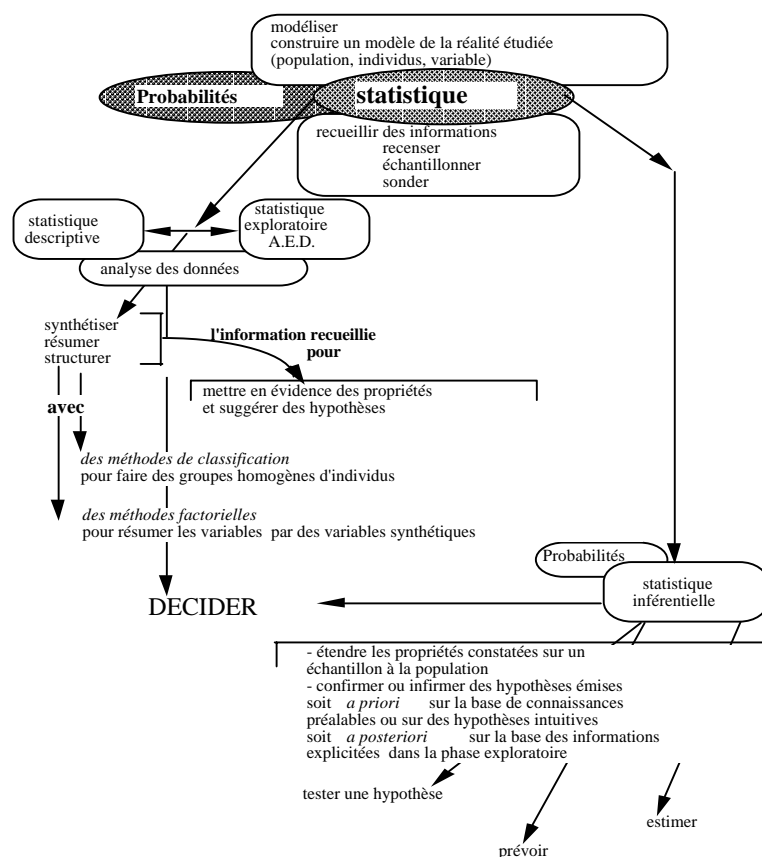 modéliser
construire un modèle de la réalité étudiée
(population, individus, variable)
Probabilités
statistique
recueillir des informations
recenser
échantillonner
sonder
statistique
descriptive
statistique
exploratoire
A.E.D.
analyse des données
synthétiser
résumer
structurer
l'information recueillie
pour
mettre en évidence des propriétés
et suggérer des hypothèses
avec
des méthodes de classification
pour faire des groupes homogènes d'individus
des méthodes factorielles
pour résumer les variables par des variables synthétiques
Probabilités
statistique
inférentielle
DECIDER
- étendre les propriétés constatées sur un
échantillon à la population
- confirmer ou infirmer des hypothèses émises
soit a priori sur la base de connaissances
préalables ou sur des hypothèses intuitives
soit a posteriori sur la base des informations
explicitées dans la phase exploratoire
tester une hypothèse
estimer
prévoir